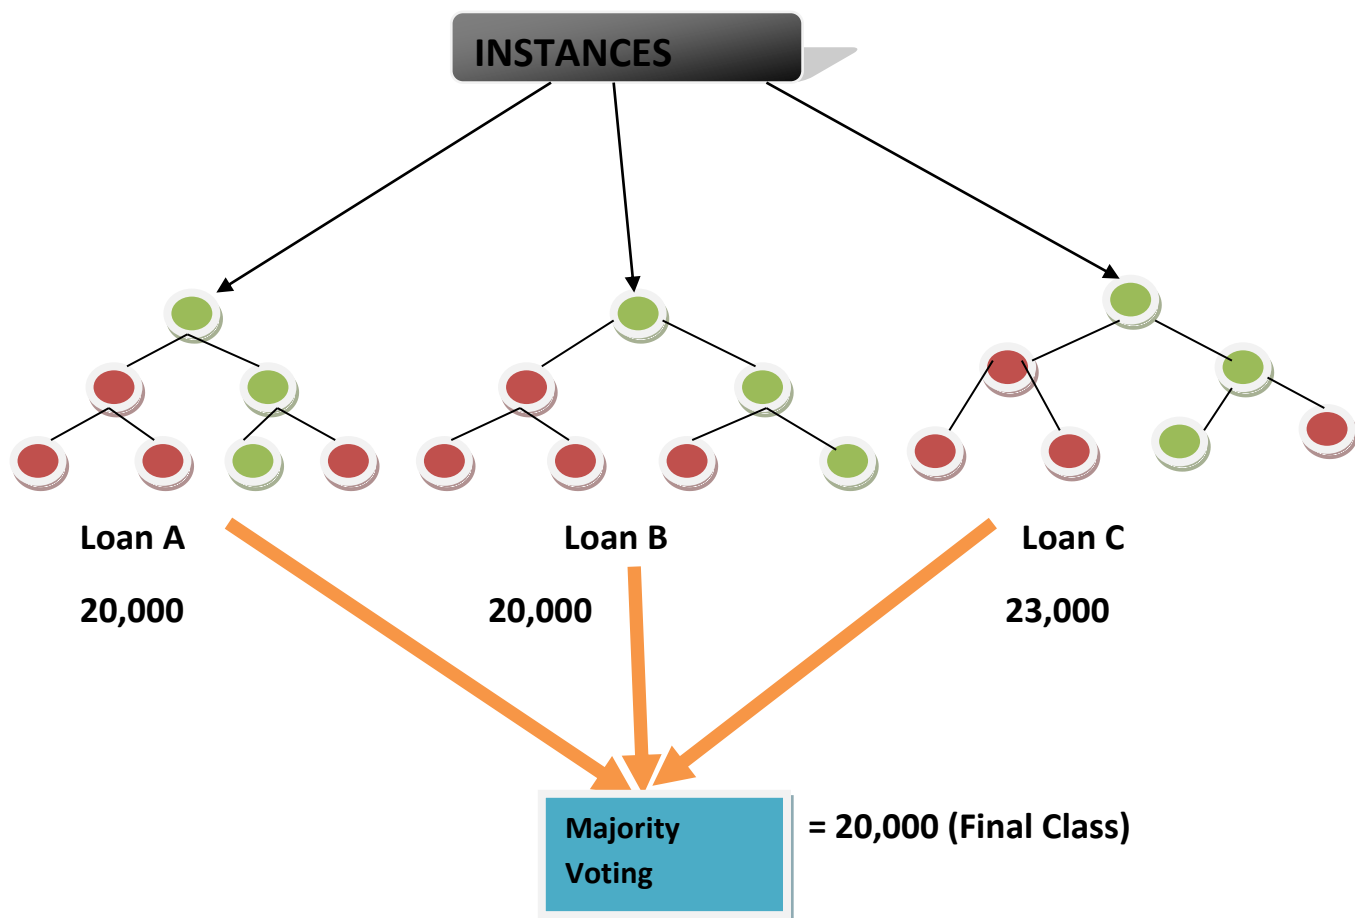 INSTANCES
Loan A
Loan B
Loan C
20,000
20,000
23,000
Majority
Voting
= 20,000 (Final Class)